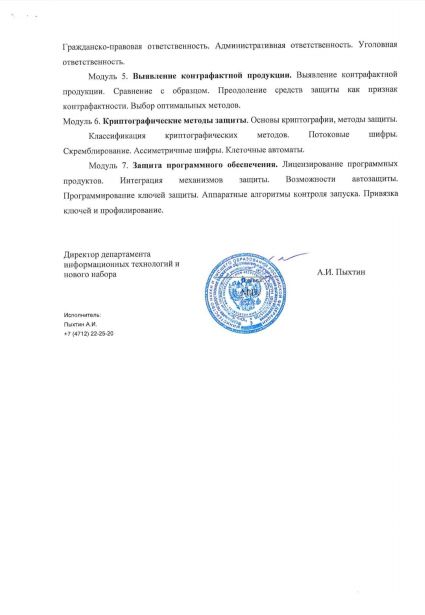 Гражданско-правовая ответственность. Административная ответственность. Уголовная
ответственность.
Модуль 5. Выявление контрафактной продукции. Выявление контрафактной
продукции. Сравнение с образцом. Преодоление средств защиты как признак
контрафактности. Выбор оптимальных методов.
Модуль 6. Криптографические методы защиты. Основы криптографии, методы защиты.
Классификация криптографических методов. Потоковые шифры.
Скремблирование. Ассиметричные шифры. Клеточные автоматы.
Модуль 7. Защита программного обеспечения. Лицензирование программных
продуктов. Интеграция механизмов защиты. Возможности автозащиты.
Программирование ключей защиты. Аппаратные алгоритмы контроля запуска. Привязка
ключей и профилирование.
Директор департамента
информационных технологий и
нового набора
А.И. Пыхтин
Исполнитель:
Пыхтин А.И.
+7 (4712) 22-25-20